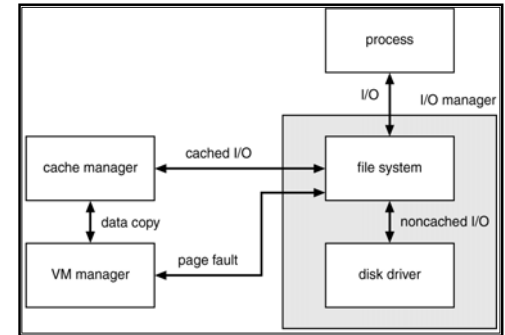 process
I/O
I/O manager
cached I/O
cache manager
file system
data copy
noncached I/O
page fault
VM manager
disk driver